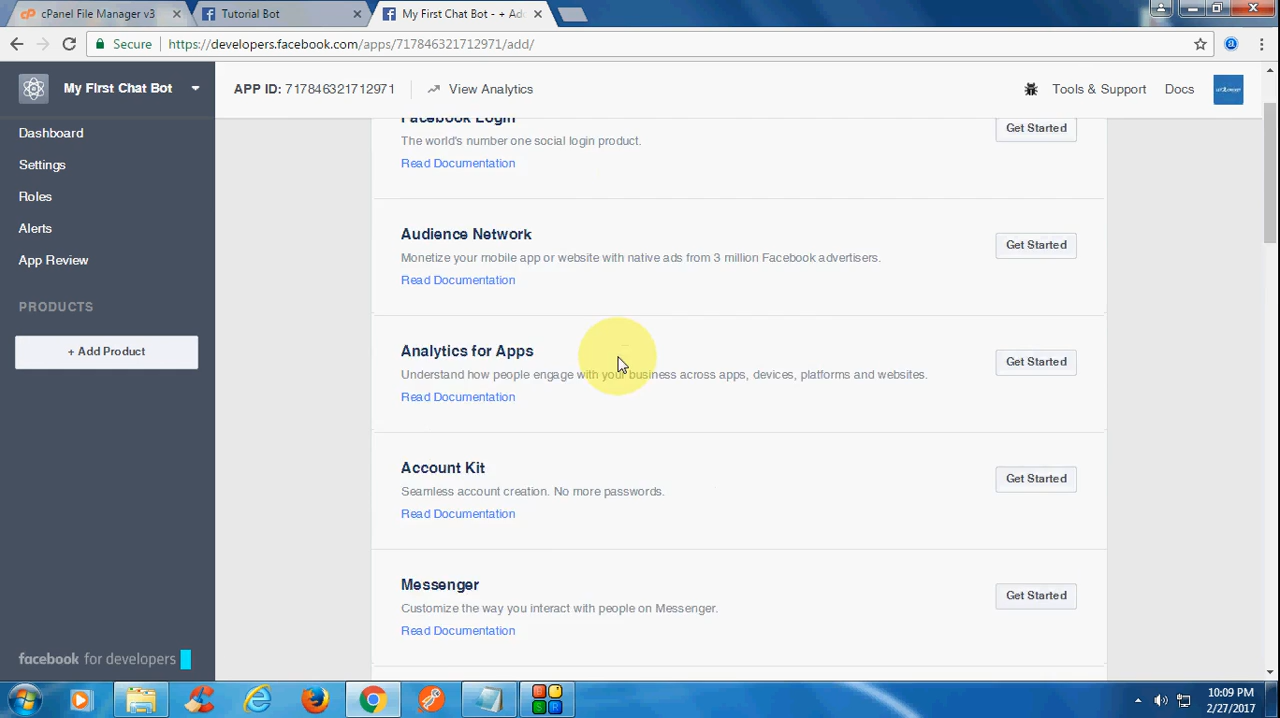 cPanel File Manager v3
Tutorial Bot
My First Chat Bot - + Ad
Secure
https://developers.facebook.com/apps/717846321712971/add/
My First Chat Bot
APP ID: 717846321712971
View Analytics
Tools & Support
Docs
Dashboard
Settings
Roles
Alerts
App Review
PRODUCTS
+ Add Product
facebook for developers
Facebook Login
The world's number one social login product.
Read Documentation
Get Started
Audience Network
Monetize your mobile app or website with native ads from 3 million Facebook advertisers.
Read Documentation
Get Started
Analytics for Apps
Understand how people engage with your business across apps, devices, platforms and websites.
Read Documentation
Get Started
Account Kit
Seamless account creation. No more passwords.
Read Documentation
Get Started
Messenger
Customize the way you interact with people on Messenger.
Read Documentation
Get Started
10:09 PM
2/27/2017